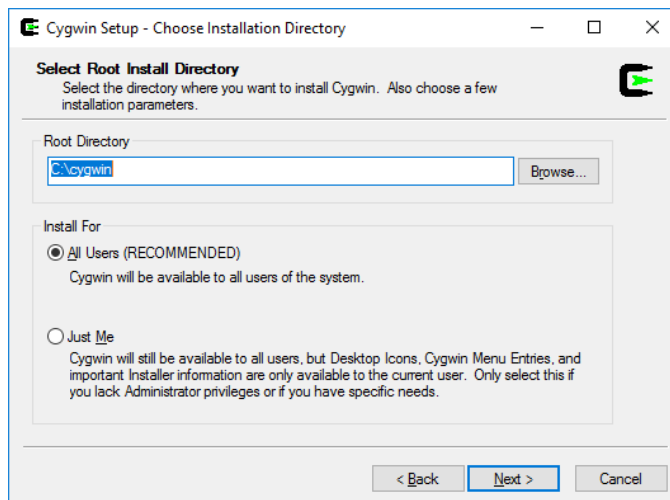 Cygwin Setup - Choose Installation Directory
Select Root Install Directory
Select the directory where you want to install Cygwin. Also choose a few
installation parameters.
Root Directory
C:\cygwin
Browse...
Install For
All Users (RECOMMENDED)
Cygwin will be available to all users of the system.
Just Me
Cygwin will still be available to all users, but Desktop Icons, Cygwin Menu Entries, and
important Installer information are only available to the current user. Only select this if
you lack Administrator privileges or if you have specific needs.
< Back
Next >
Cancel